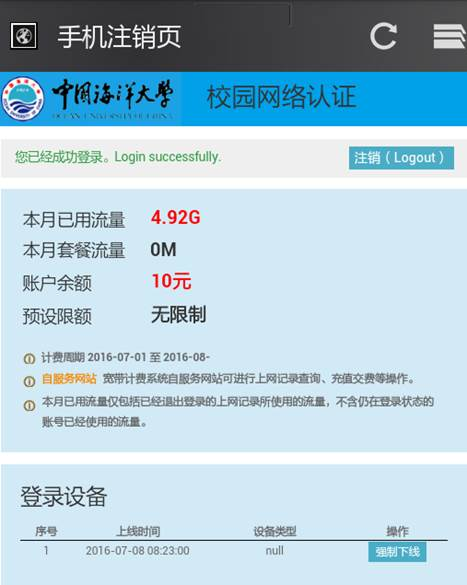 手机注销页
中国海洋大学
OCEAN UNIVERSITY OF CHINA
校园网络认证
您已经成功登录。Login successfully.
注销（Logout）
本月已用流量 4.92G
本月套餐流量 0M
账户余额 10元
预设限额 无限制
计费周期 2016-07-01 至 2016-08-
自服务网站 宽带计费系统自服务网站可进行上网记录查询、充值交费等操作。
本月已用流量仅包括已经退出登录的上网记录所使用的流量，不含仍在登录状态的
账号已经使用的流量。
登录设备
序号 上线时间 设备类型 操作
1 2016-07-08 08:23:00 null 强制下线